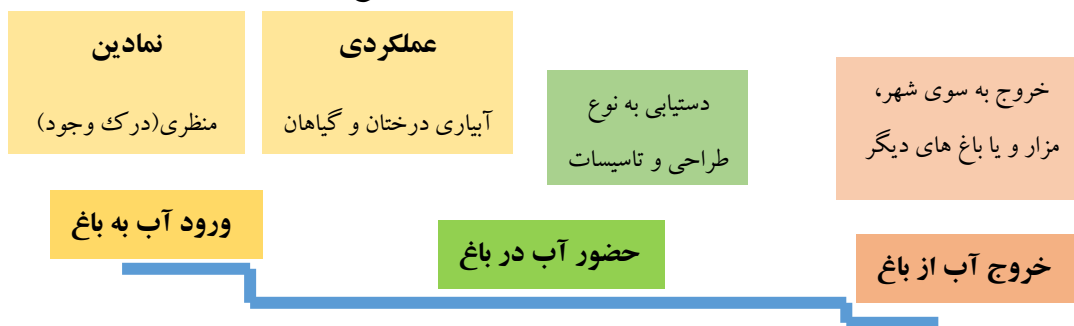 نمادین
منظری(درک وجود)
عملکردی
آبیاری درختان و گیاهان
دستیابی به نوع
طراحی و تاسیسات
خروج به سوی شهر،
مزار و یا باغ های دیگر
ورود آب به باغ
حضور آب در باغ
خروج آب از باغ